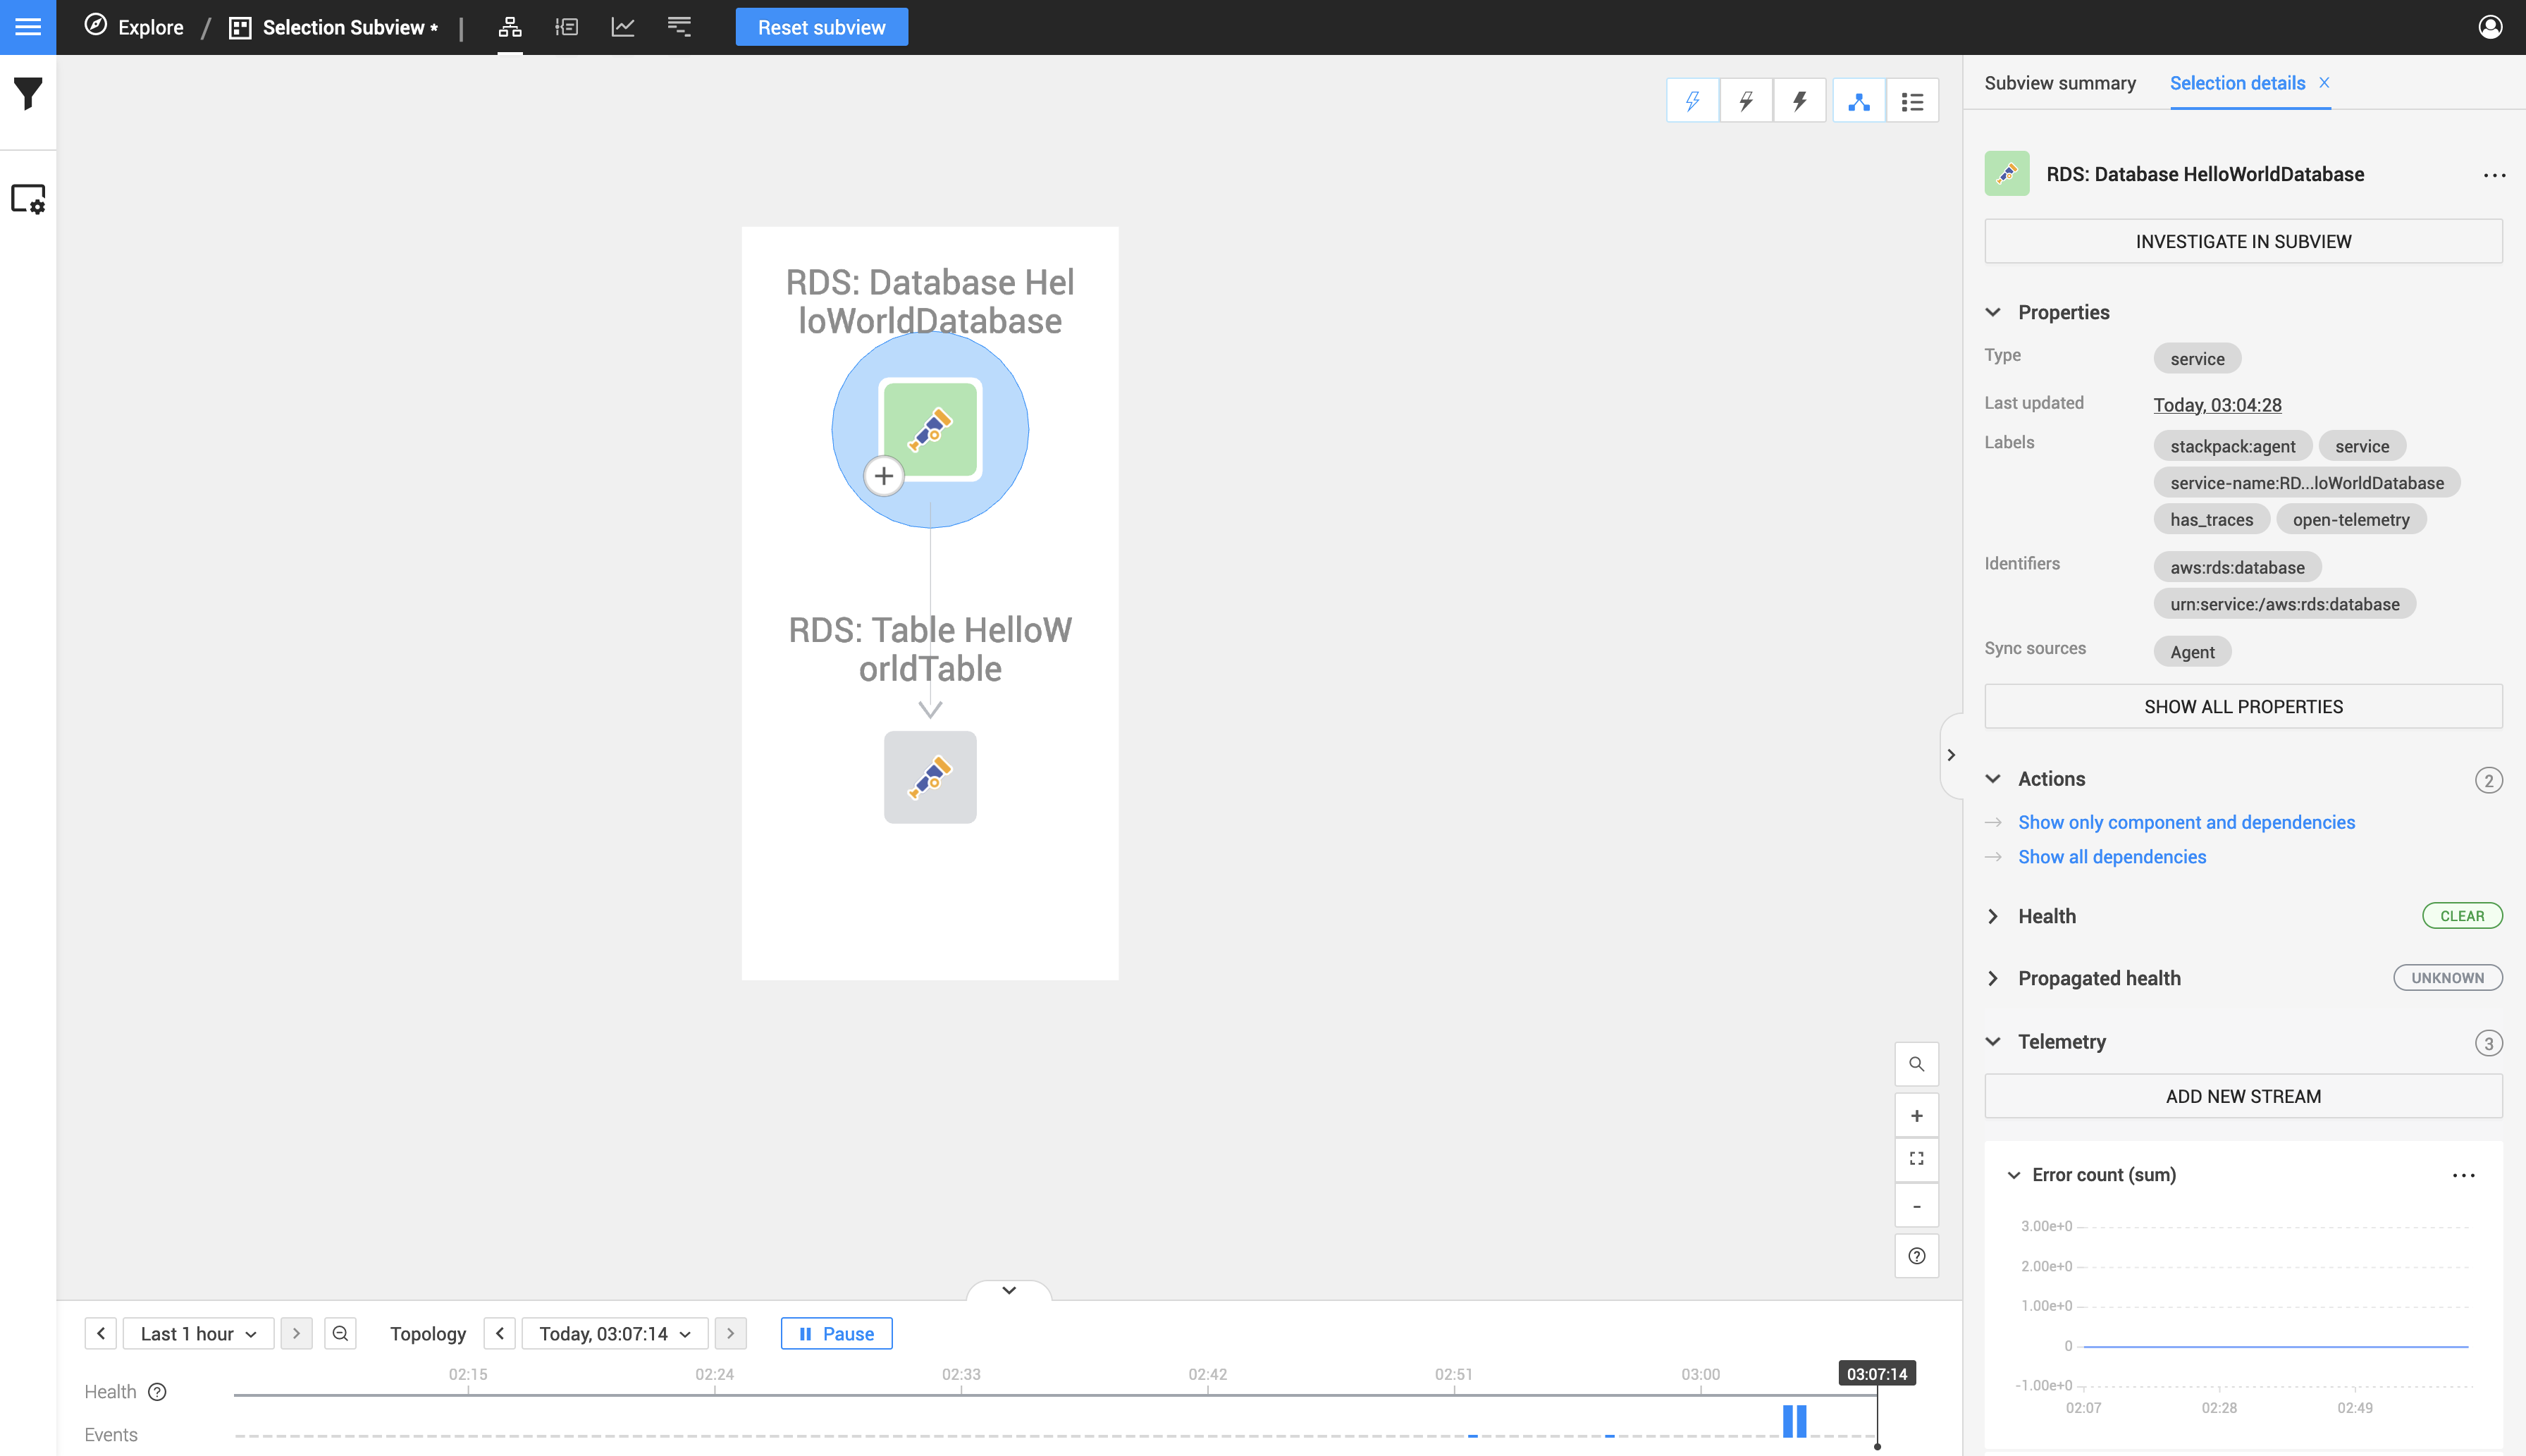 Explore / Selection Subview * |
Reset subview
Subview summary
Selection details ×
RDS: Database HelloWorldDatabase
INVESTIGATE IN SUBVIEW
Properties
Type
service
Last updated
Today, 03:04:28
Labels
stackpack:agent service
service-name:RD...loWorldDatabase
has_traces open-telemetry
Identifiers
aws:rds:database
urn:service:/aws:rds:database
Sync sources
Agent
SHOW ALL PROPERTIES
Actions
2
Show only component and dependencies
Show all dependencies
Health
CLEAR
Propagated health
UNKNOWN
Telemetry
3
ADD NEW STREAM
Error count (sum)
3.00e+0
2.00e+0
1.00e+0
0
-1.00e+0
02:07 02:28 02:49
RDS: Database Hel
loWorldDatabase
RDS: Table HelloW
orldTable
Last 1 hour
Topology
Today, 03:07:14
Pause
02:15 02:24 02:33 02:42 02:51 03:00 03:07:14
Health
Events